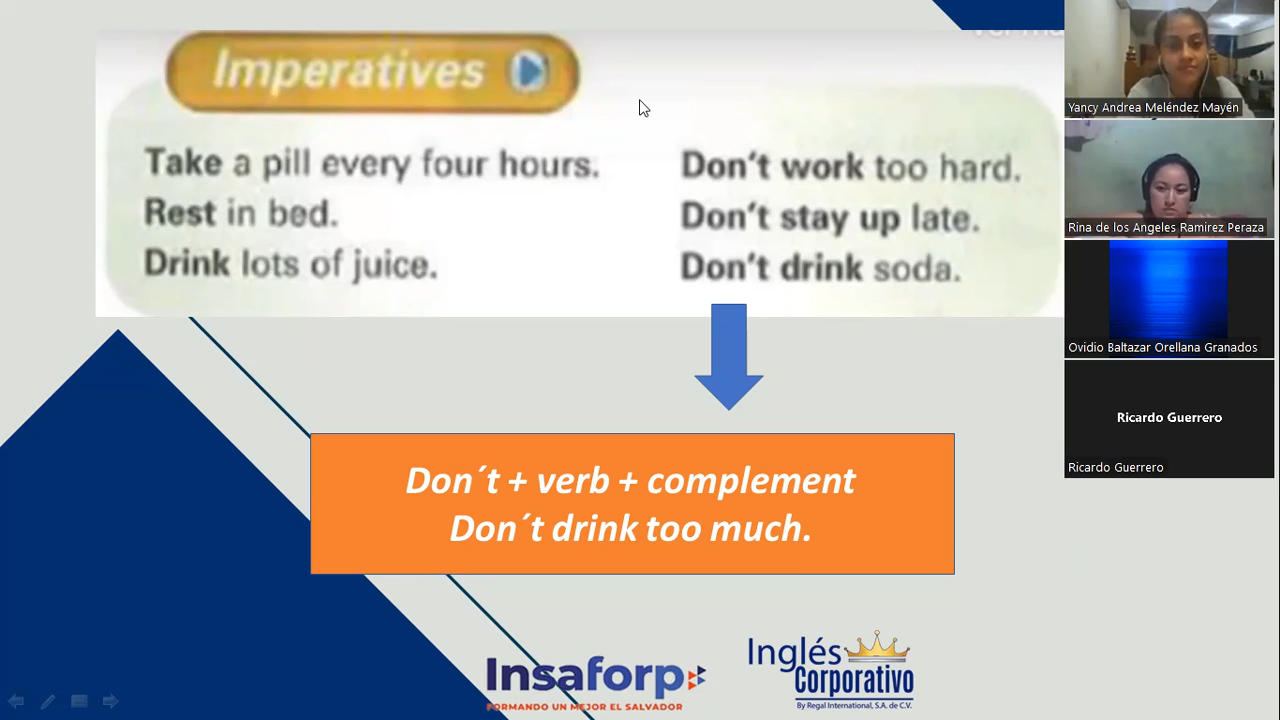 Imperatives
Take a pill every four hours.
Rest in bed.
Drink lots of juice.
Don't work too hard.
Don't stay up late.
Don't drink soda.
Don´t + verb + complement
Don´t drink too much.
Insaforp
FORMANDO UN MEJOR EL SALVADOR
Inglés
Corporativo
By Regal International, S.A. de C.V.
Yancy Andrea Meléndez Mayén
Rina de los Angeles Ramirez Peraza
Ovidio Baltazar Orellana Granados
Ricardo Guerrero
Ricardo Guerrero